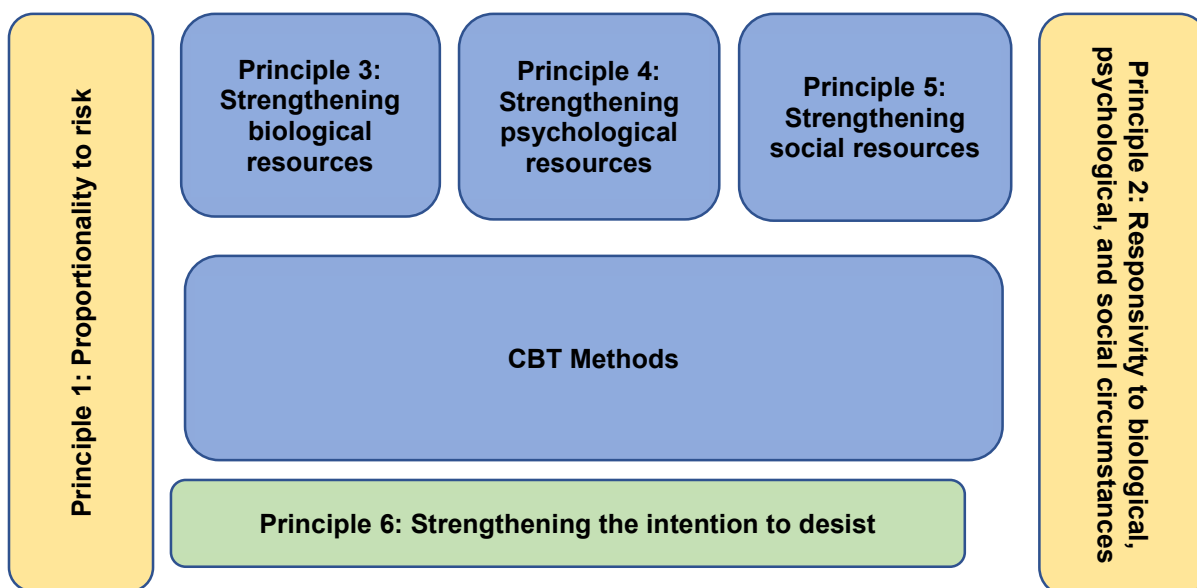 Principle 1: Proportionality to risk
Principle 3:
Strengthening
biological
resources
Principle 4:
Strengthening
psychological
resources
Principle 5:
Strengthening
social resources
CBT Methods
Principle 6: Strengthening the intention to desist
Principle 2: Responsivity to biological,
psychological, and social circumstances